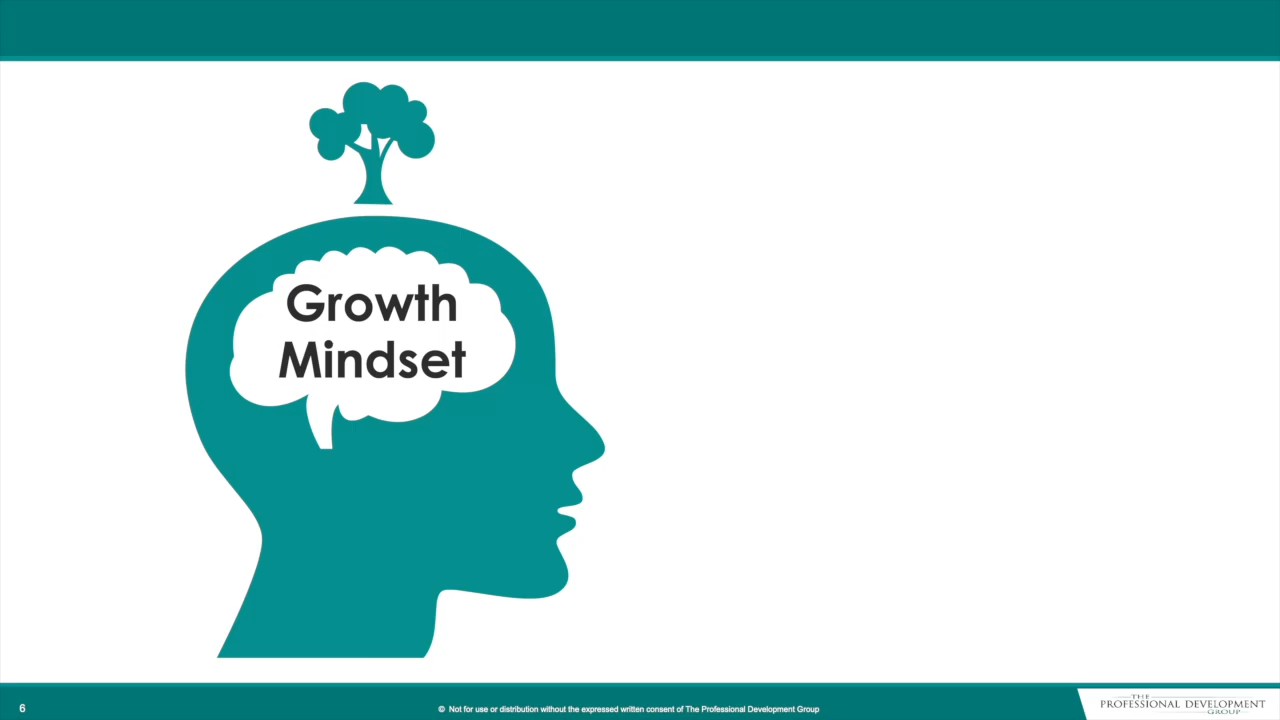 Growth
Mindset
6
© Not for use or distribution without the expressed written consent of The Professional Development Group
THE
PROFESSIONAL DEVELOPMENT
GROUP